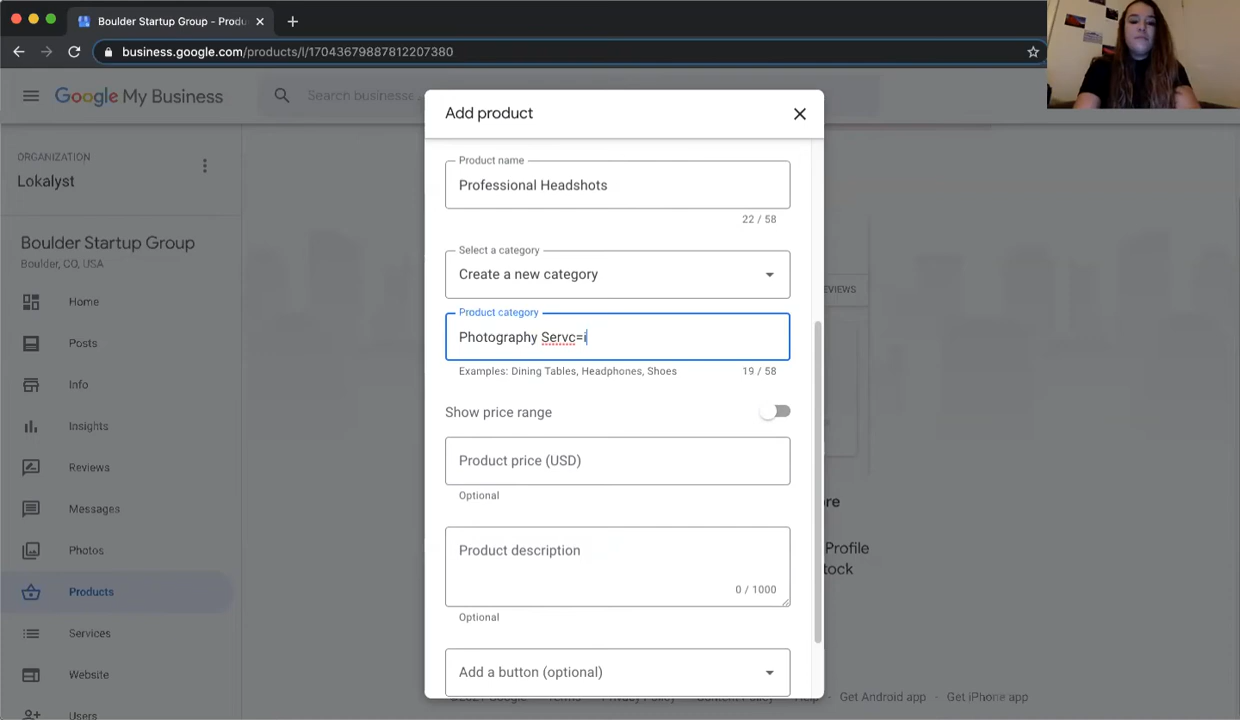 Boulder Startup Group - Produ
business.google.com/products/l/17043679887812207380
Google My Business
Search businesse
ORGANIZATION
Lokalyst
Boulder Startup Group
Boulder, CO, USA
Home
Posts
Info
Insights
Reviews
Messages
Photos
Products
Services
Website
Users
Add product
Product name
Professional Headshots
22 / 58
Select a category
Create a new category
Product category
Photography Servc=i
Examples: Dining Tables, Headphones, Shoes
19 / 58
Show price range
Product price (USD)
Optional
Product description
0 / 1000
Optional
Add a button (optional)
EVIEWS
re
Profile
tock
Get Android app - Get iPhone app